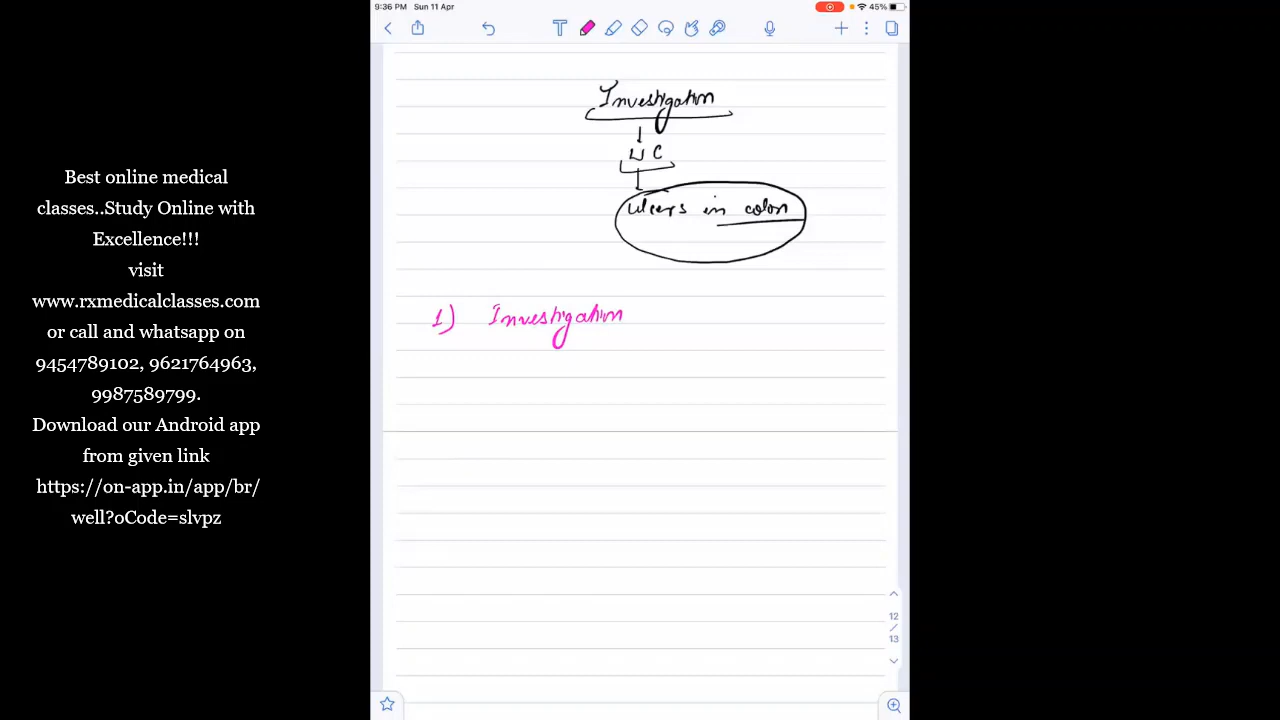 9:36 PM Sun 11 Apr
45%
Investigation
UC
Ulcers in colon
1) Investigation
12
/
13
Best online medical
classes..Study Online with
Excellence!!!
visit
www.rxmedicalclasses.com
or call and whatsapp on
9454789102, 9621764963,
9987589799.
Download our Android app
from given link
https://on-app.in/app/br/
well?oCode=slvpz